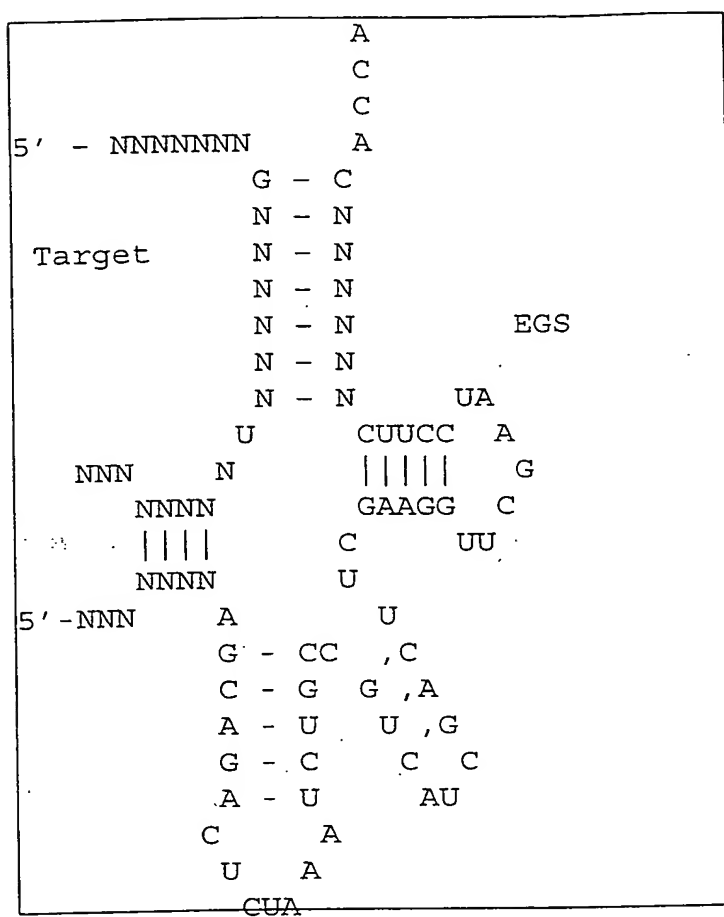 A
C
C
5' - NNNNNNN A
G - C
N - N
Target N - N
N - N
N - N EGS
N - N
N - N UA
U CUUCC A
NNN N ||||| G
NNNN GAAGG C
|||| C UU
NNNN U
5'-NNN A U
G - CC ,C
C - G G ,A
A - U U ,G
G - C C C
A - U AU
C A
U A
CUA